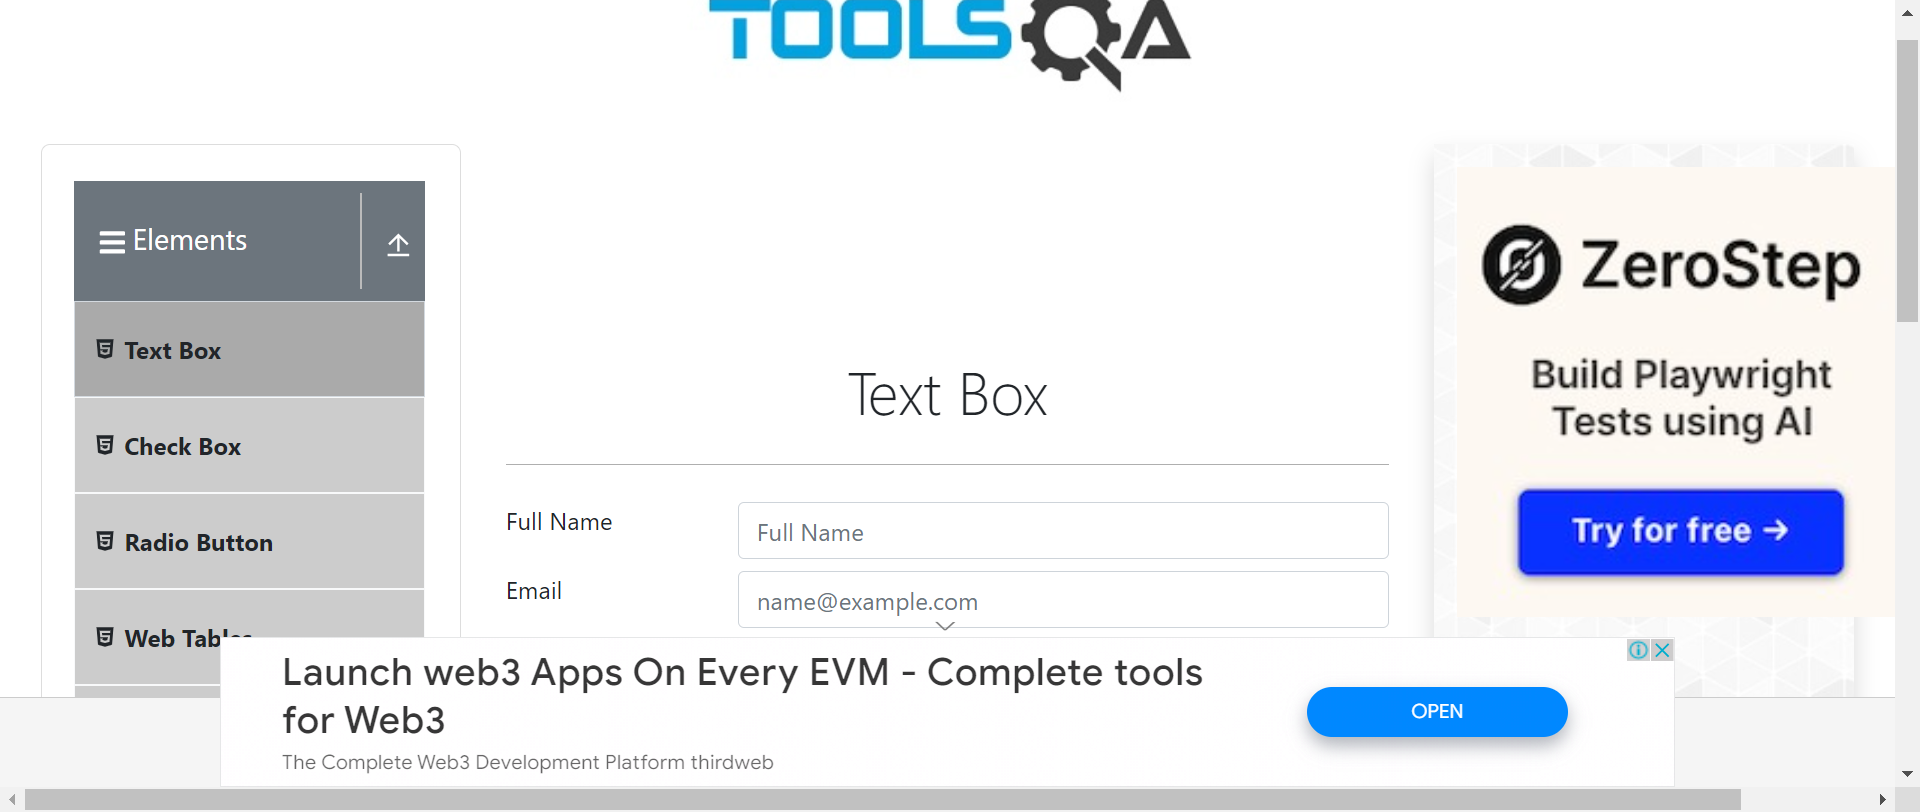 TOOLSQA
Elements
Text Box
Check Box
Radio Button
Web Tables
Text Box
Full Name
Full Name
Email
name@example.com
ZeroStep
Build Playwright
Tests using AI
Try for free →
Launch web3 Apps On Every EVM - Complete tools
for Web3
The Complete Web3 Development Platform thirdweb
OPEN